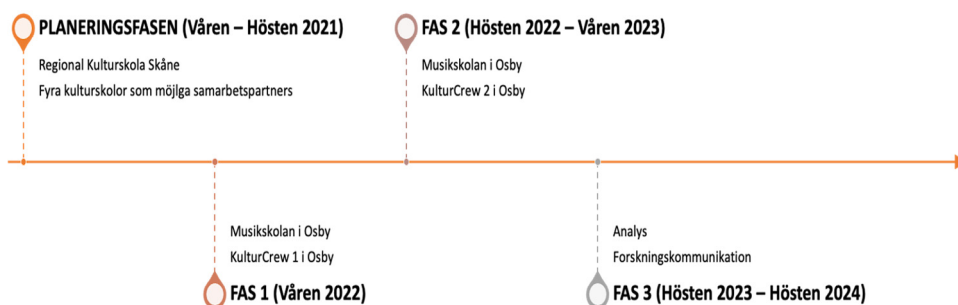 PLANERINGSFASEN (Våren – Hösten 2021)
Regional Kulturskola Skåne
Fyra kulturskolor som möjlga samarbetspartners
FAS 2 (Hösten 2022 – Våren 2023)
Musikskolan i Osby
KulturCrew 2 i Osby
Musikskolan i Osby
KulturCrew 1 i Osby
FAS 1 (Våren 2022)
Analys
Forskningskommunikation
FAS 3 (Hösten 2023 – Hösten 2024)